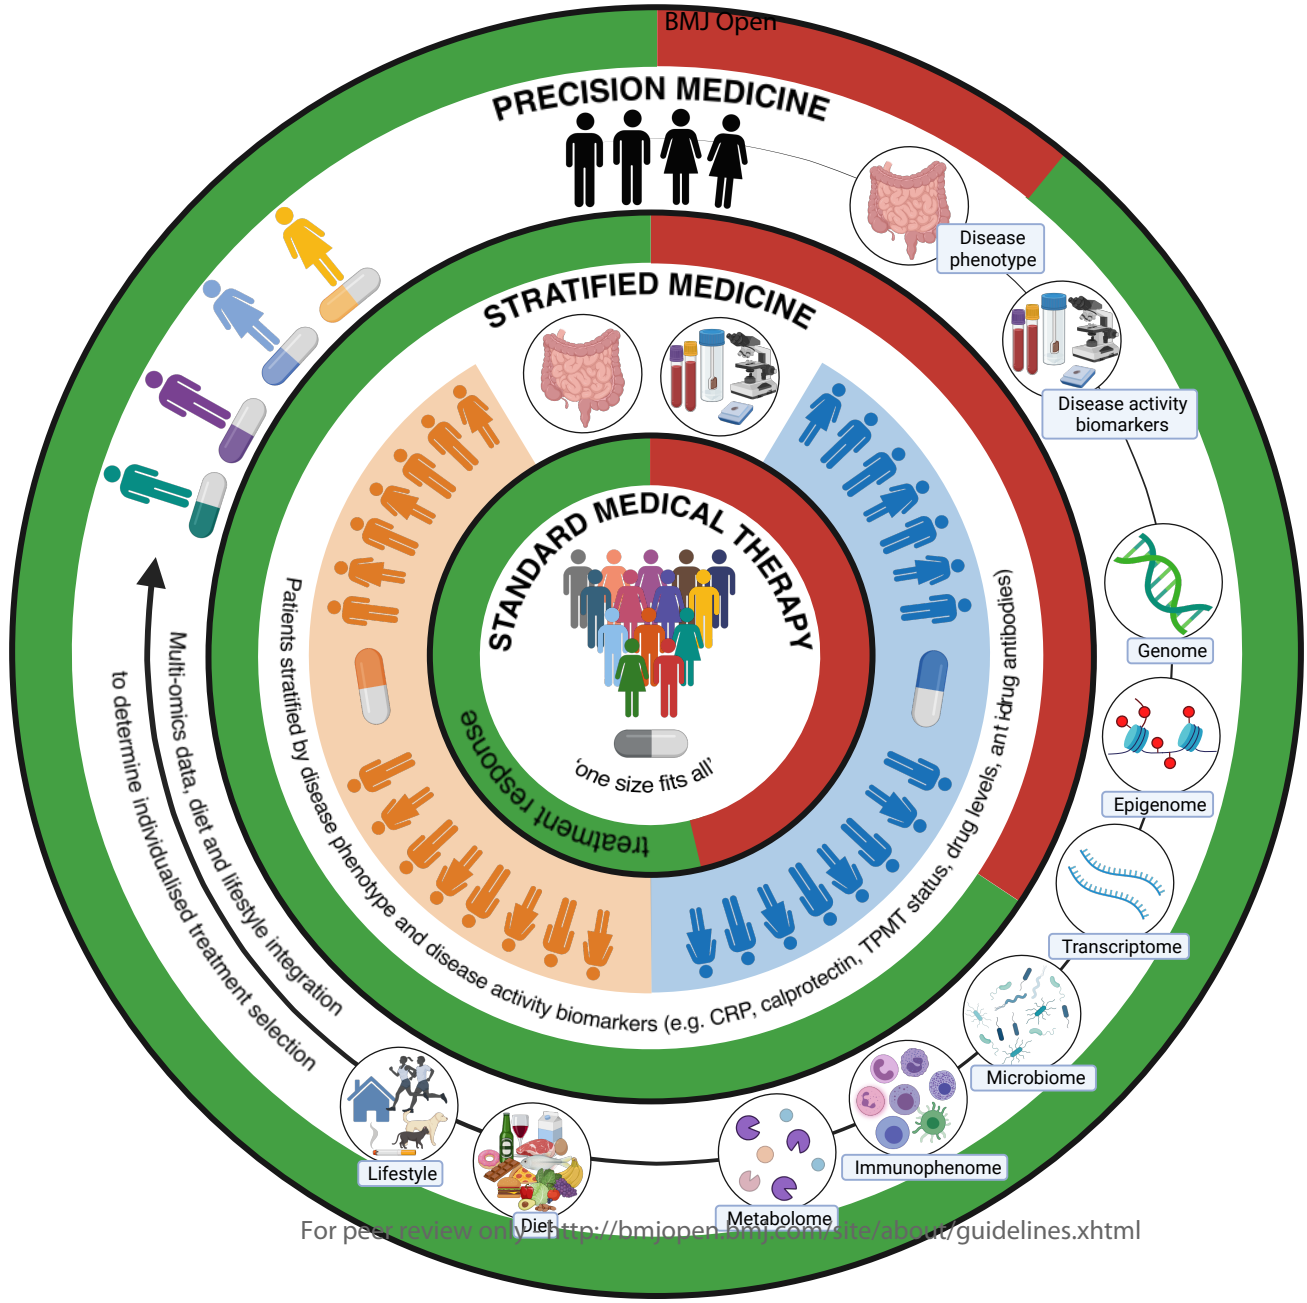 BMJ Open
PRECISION MEDICINE
Disease
phenotype
Disease activity
biomarkers
Genome
Epigenome
Transcriptome
Microbiome
Immunophenome
Metabolome
Diet
Lifestyle
Multi-omics data, diet and lifestyle integration
to determine individualised treatment selection
STRATIFIED MEDICINE
Patients stratified by disease phenotype and disease activity biomarkers (e.g. CRP, calprotectin, TPMT status, drug levels, anti-drug antibodies)
STANDARD MEDICAL THERAPY
'one size fits all'
treatment response
For peer review only - http://bmjopen.bmj.com/site/about/guidelines.xhtml